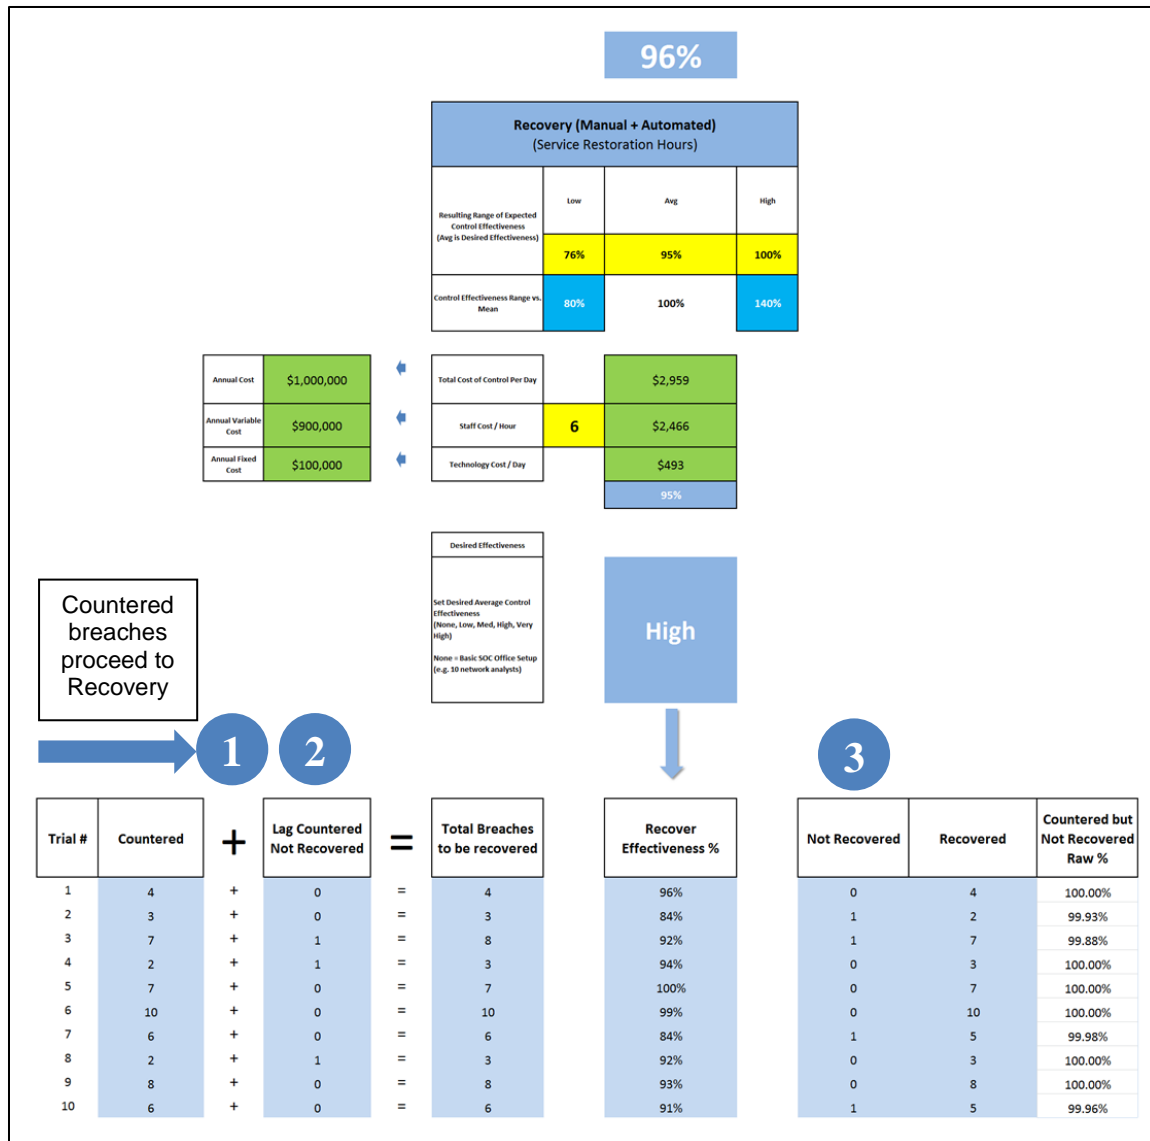 96%
Recovery (Manual + Automated)
(Service Restoration Hours)
Resulting Range of Expected
Control Effectiveness
(Avg is Desired Effectiveness)
Low Avg High
76% 95% 100%
Control Effectiveness Range vs.
Mean
80% 100% 140%
Annual Cost $1,000,000 Total Cost of Control Per Day $2,959
Annual Variable
Cost
$900,000 Staff Cost / Hour 6 $2,466
Annual Fixed
Cost
$100,000 Technology Cost / Day $493
95%
Desired Effectiveness
Set Desired Average Control
Effectiveness
(None, Low, Med, High, Very
High)
None = Basic SOC Office Setup
(e.g. 10 network analysts)
High
Countered
breaches
proceed to
Recovery
1 2 3
Trial # Countered + Lag Countered
Not Recovered
= Total Breaches
to be recovered
Recover
Effectiveness %
Not Recovered Recovered Countered but
Not Recovered
Raw %
1 4 + 0 = 4 96% 0 4 100.00%
2 3 + 0 = 3 84% 1 2 99.93%
3 7 + 1 = 8 92% 1 7 99.88%
4 2 + 1 = 3 94% 0 3 100.00%
5 7 + 0 = 7 100% 0 7 100.00%
6 10 + 0 = 10 99% 0 10 100.00%
7 6 + 0 = 6 84% 1 5 99.98%
8 2 + 1 = 3 92% 0 3 100.00%
9 8 + 0 = 8 93% 0 8 100.00%
10 6 + 0 = 6 91% 1 5 99.96%